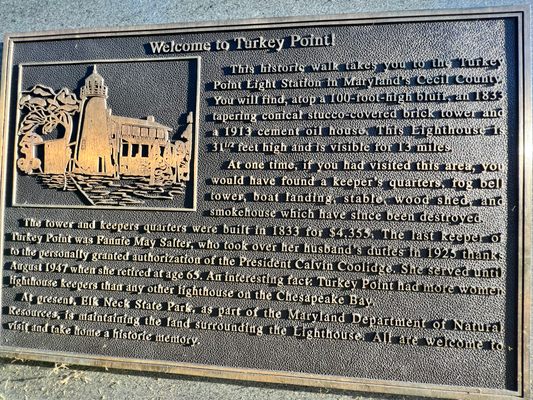 Welcome to Turkey Point!
This historic walk takes you to the Turkey
Point Light Station in Maryland's Cecil County.
You will find, atop a 100-foot-high bluff, an 1833
tapering conical stucco-covered brick tower and
a 1913 cement oil house. This Lighthouse is
31 1/2 feet high and is visible for 13 miles.
At one time, if you had visited this area, you
would have found a keeper's quarters, fog bell
tower, boat landing, stable, wood shed, and
smokehouse which have since been destroyed.
The tower and keepers quarters were built in 1833 for $4,355. The last keeper of
Turkey Point was Fannie May Salter, who took over her husband's duties in 1925 thanks
to the personally granted authorization of the President Calvin Coolidge. She served until
August 1947 when she retired at age 65. An interesting fact: Turkey Point had more women
lighthouse keepers than any other lighthouse on the Chesapeake Bay.
At present, Elk Neck State Park, as part of the Maryland Department of Natural
Resources, is maintaining the land surrounding the Lighthouse. All are welcome to
visit and take home a historic memory.